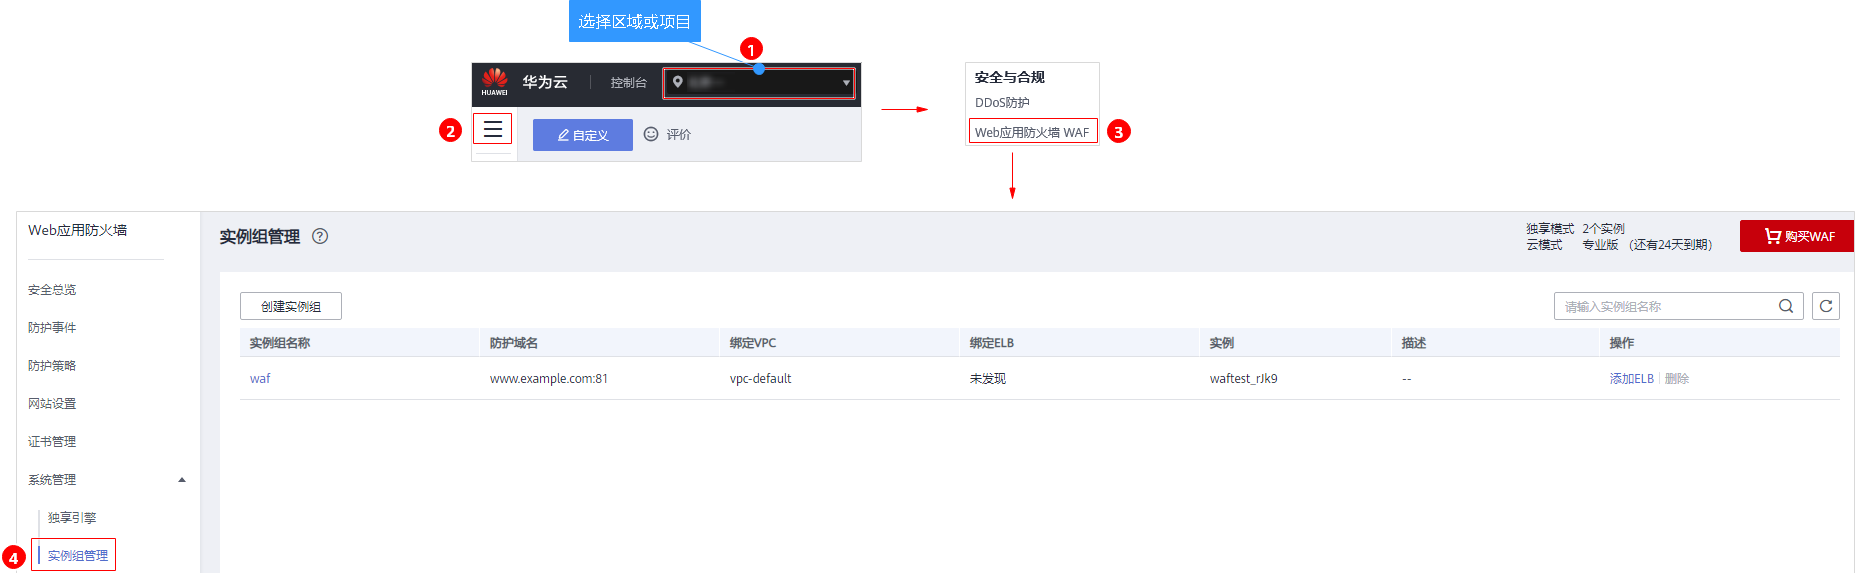 选择区域或项目
1
HUAWEI 华为云 控制台
2
自定义 评价
安全与合规
DDoS防护
Web应用防火墙 WAF 3
Web应用防火墙
安全总览
防护事件
防护策略
网站设置
证书管理
系统管理
独享引擎
4 实例组管理
实例组管理 ?
独享模式 2个实例
云模式 专业版 （还有24天到期）
购买WAF
创建实例组
请输入实例组名称
实例组名称 防护域名 绑定VPC 绑定ELB 实例 描述 操作
waf www.example.com:81 vpc-default 未发现 waftest_rJk9 -- 添加ELB 删除